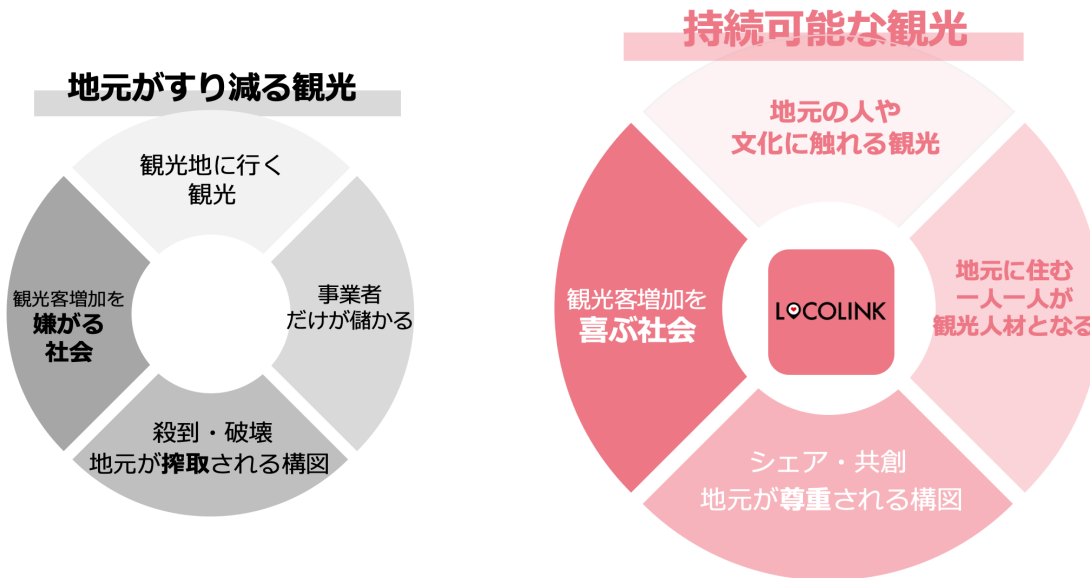 地元がすり減る観光
観光地に行く
観光
事業者
だけが儲かる
殺到・破壊
地元が搾取される構図
観光客増加を
嫌がる
社会
持続可能な観光
地元の人や
文化に触れる観光
地元に住む
一人一人が
観光人材となる
シェア・共創
地元が尊重される構図
観光客増加を
喜ぶ社会
LOCOLINK